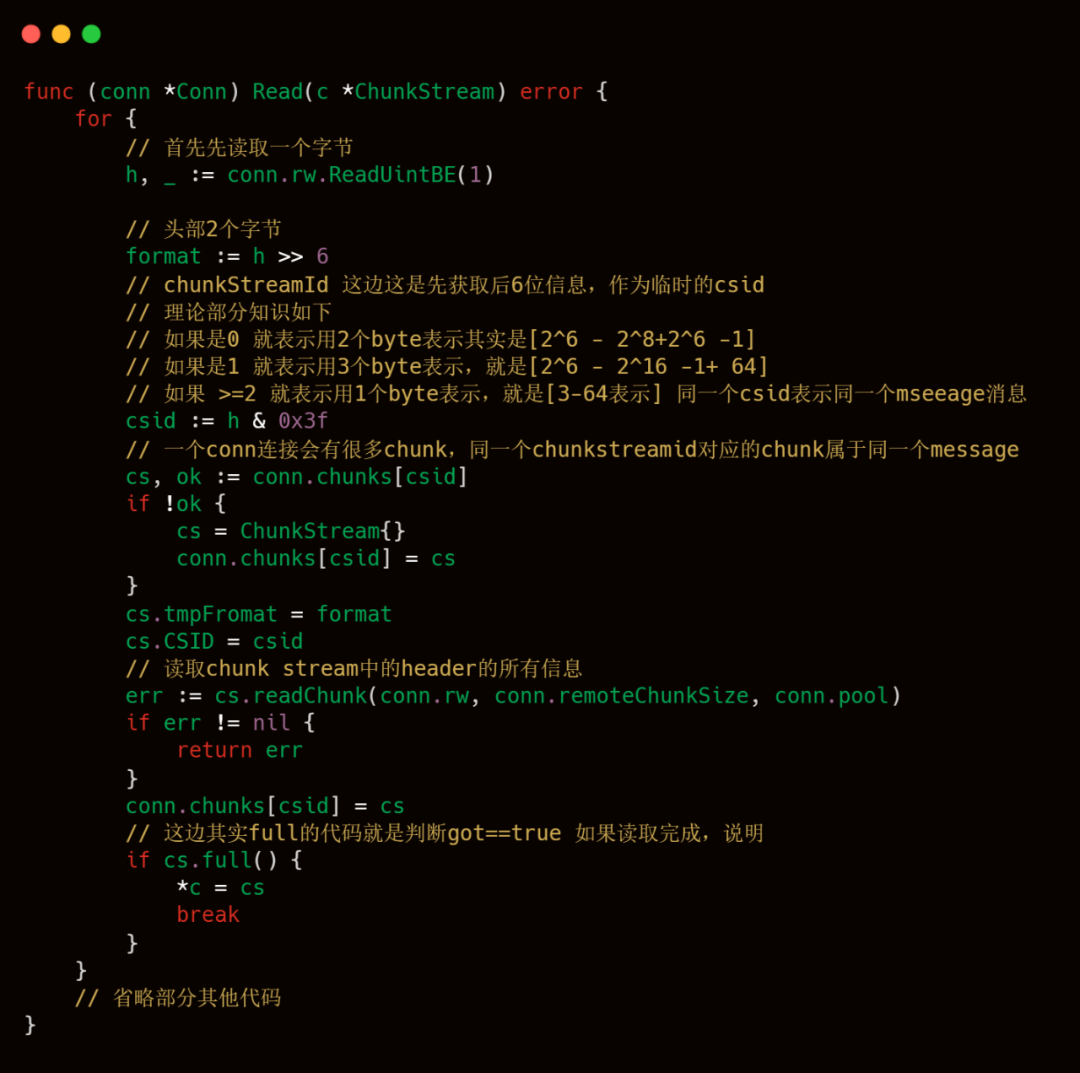 func (conn *Conn) Read(c *ChunkStream) error {
    for {
        // 首先先读取一个字节
        h, _ := conn.rw.ReadUintBE(1)

        // 头部2个字节
        format := h >> 6
        // chunkStreamId 这边这是先获取后6位信息，作为临时的csid
        // 理论部分知识如下
        // 如果是0 就表示用2个byte表示其实是[2^6 - 2^8+2^6 -1]
        // 如果是1 就表示用3个byte表示，就是[2^6 - 2^16 -1+ 64]
        // 如果 >=2 就表示用1个byte表示，就是[3-64表示] 同一个csid表示同一个mseeage消息
        csid := h & 0x3f
        // 一个conn连接会有很多chunk，同一个chunkstreamid对应的chunk属于同一个message
        cs, ok := conn.chunks[csid]
        if !ok {
            cs = ChunkStream{}
            conn.chunks[csid] = cs
        }
        cs.tmpFromat = format
        cs.CSID = csid
        // 读取chunk stream中的header的所有信息
        err := cs.readChunk(conn.rw, conn.remoteChunkSize, conn.pool)
        if err != nil {
            return err
        }
        conn.chunks[csid] = cs
        // 这边其实full的代码就是判断got==true 如果读取完成，说明
        if cs.full() {
            *c = cs
            break
        }
    }
    // 省略部分其他代码
}